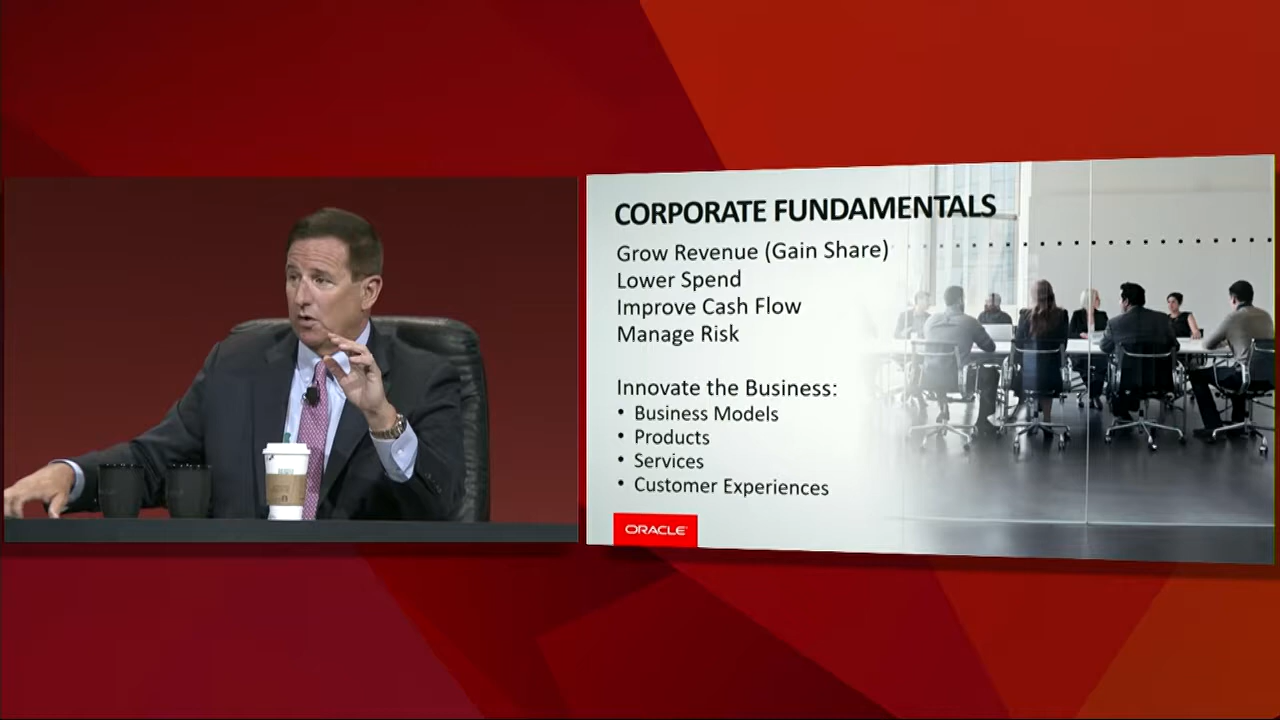 CORPORATE FUNDAMENTALS
Grow Revenue (Gain Share)
Lower Spend
Improve Cash Flow
Manage Risk
Innovate the Business:
• Business Models
• Products
• Services
• Customer Experiences
ORACLE